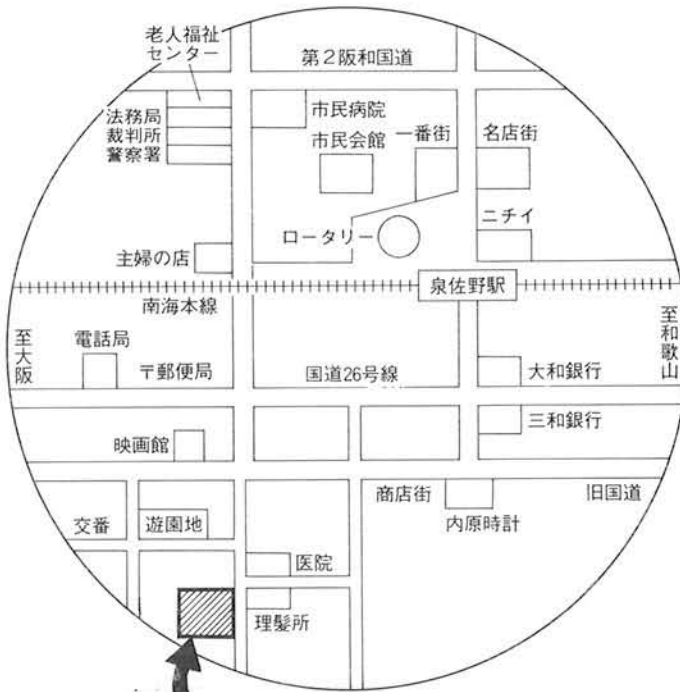 老人福祉
センター
第2阪和国道
法務局
裁判所
警察署
市民病院
市民会館
一番街
名店街
ロータリー
ニチイ
主婦の店
泉佐野駅
南海本線
至大阪
至和歌山
電話局
〒郵便局
国道26号線
大和銀行
映画館
三和銀行
商店街
旧国道
内原時計
交番
遊園地
医院
理髪所